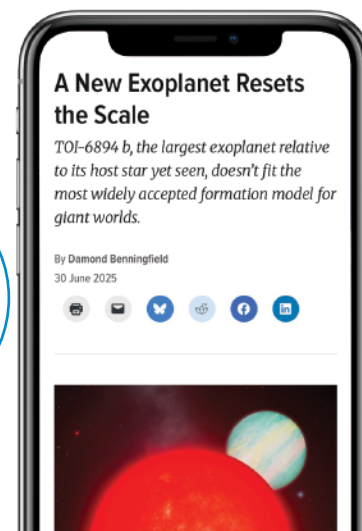 A New Exoplanet Resets
the Scale
TOI-6894 b, the largest exoplanet relative
to its host star yet seen, doesn’t fit the
most widely accepted formation model for
giant worlds.
By Damond Benningfield
30 June 2025
in